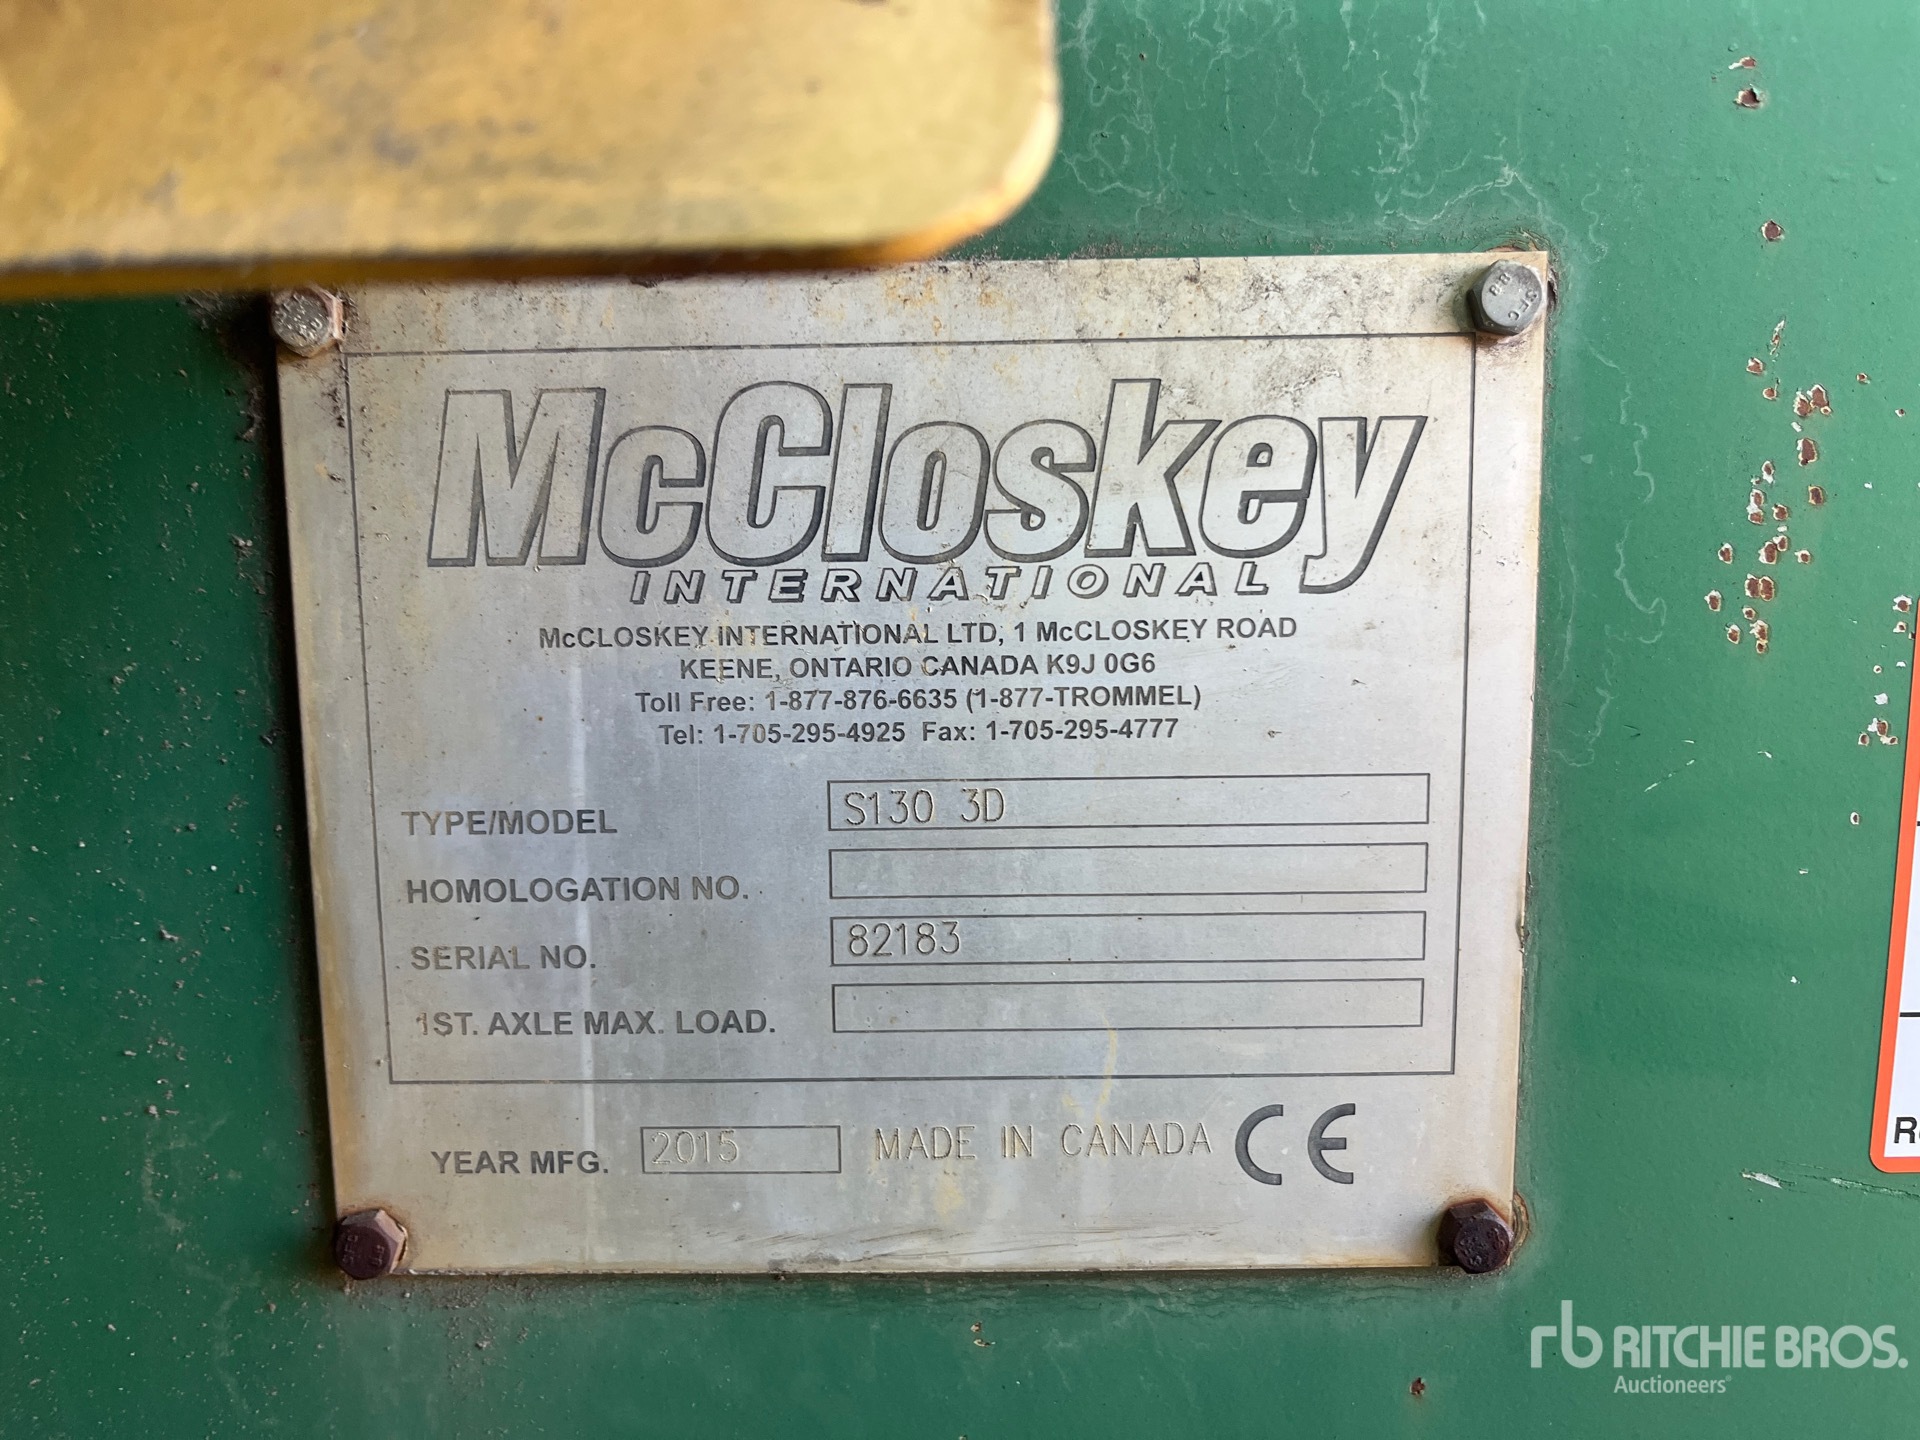 McCloskey
INTERNATIONAL
McCLOSKEY INTERNATIONAL LTD, 1 McCLOSKEY ROAD
KEENE, ONTARIO CANADA K9J 0G6
Toll Free: 1-877-876-6635 (1-877-TROMMEL)
Tel: 1-705-295-4925 Fax: 1-705-295-4777
TYPE/MODEL S130 3D
HOMOLOGATION NO.
SERIAL NO. 82183
1ST. AXLE MAX. LOAD.
YEAR MFG. 2015 MADE IN CANADA CE
rb RITCHIE BROS.
Auctioneers